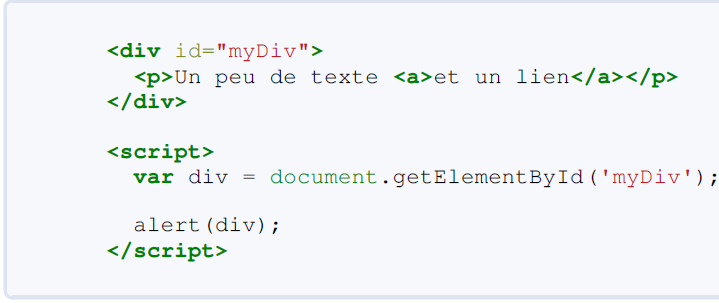 <div id="myDiv">
<p>Un peu de texte <a>et un lien</a></p>
</div>
<script>
var div = document.getElementById('myDiv');
alert(div);
</script>